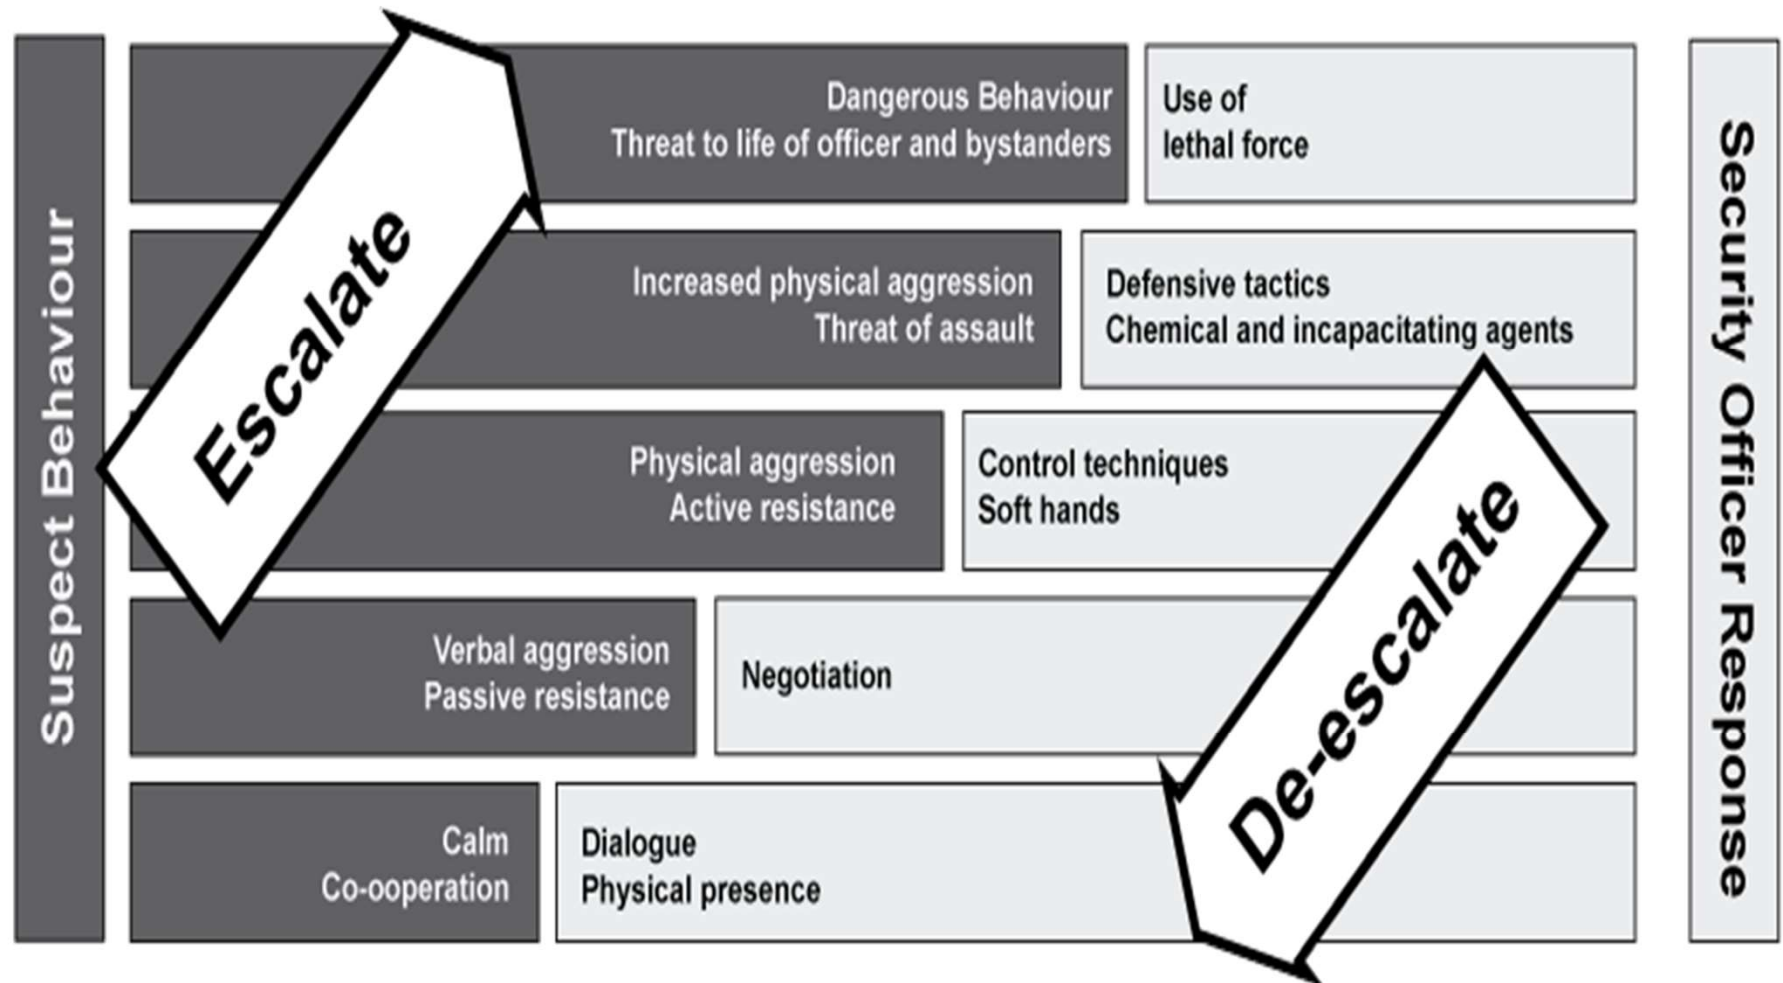 Suspect Behaviour
Escalate
Dangerous Behaviour
Threat to life of officer and bystanders
Use of
lethal force
Increased physical aggression
Threat of assault
Defensive tactics
Chemical and incapacitating agents
Physical aggression
Active resistance
Control techniques
Soft hands
Verbal aggression
Passive resistance
Negotiation
Calm
Co-ooperation
Dialogue
Physical presence
De-escalate
Security Officer Response